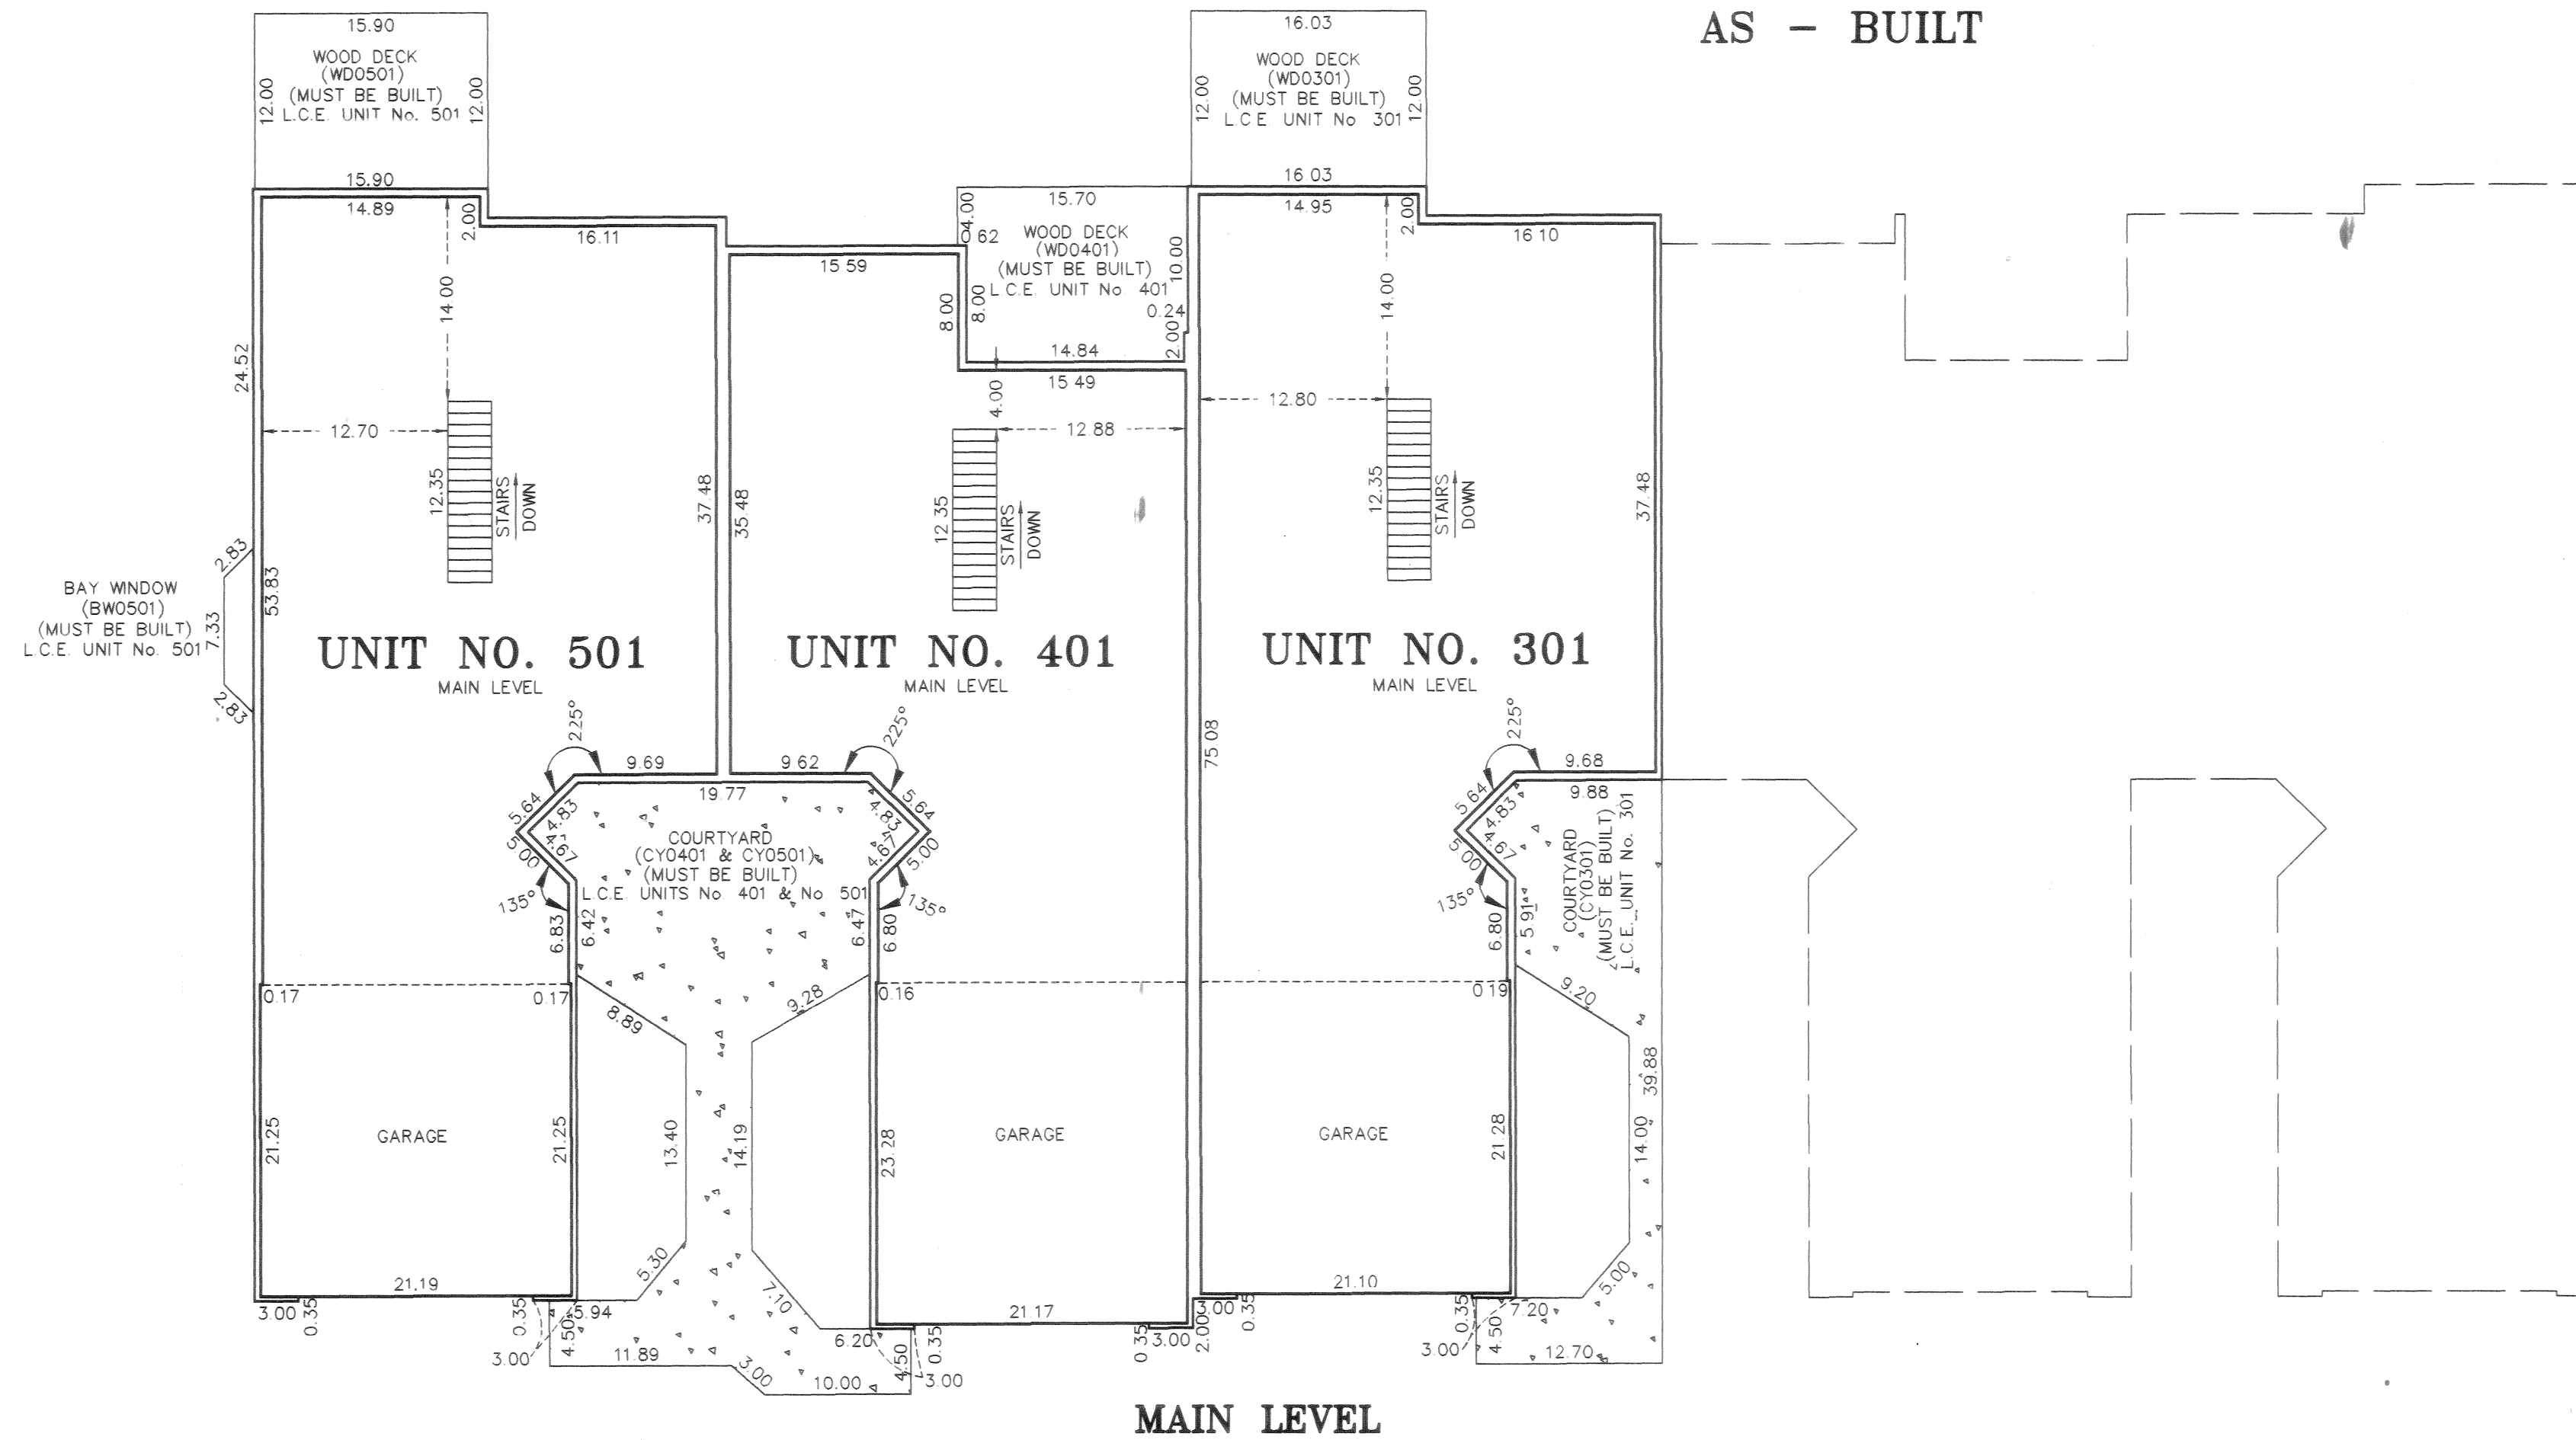 AS - BUILT
15.90
WOOD DECK
(WD0501)
(MUST BE BUILT)
L.C.E. UNIT No. 501
12.00
12.00
15.90
14.89
2.00
16.11
14.00
24.52
12.70
12.35
STAIRS
DOWN
37.48
53.83
2.83
BAY WINDOW
(BW0501)
(MUST BE BUILT)
L.C.E. UNIT No. 501
7.33
2.83
UNIT NO. 501
MAIN LEVEL
225°
9.69
5.64
4.83
4.67
5.00
135°
6.83
6.42
0.17
0.17
8.89
21.25
GARAGE
21.25
13.40
5.30
21.19
3.00
0.35
0.35
5.94
4.50
3.00
11.89
3.00
10.00
15.70
4.00
0.62
WOOD DECK
(WD0401)
(MUST BE BUILT)
L.C.E. UNIT No. 401
10.00
0.24
2.00
15 59
8.00
8.00
14.84
15 49
4.00
12.88
35.48
12 35
STAIRS
DOWN
UNIT NO. 401
MAIN LEVEL
225°
9 62
19.77
5.64
4.83
4.67
5.00
135°
COURTYARD
(CY0401 & CY0501)
(MUST BE BUILT)
L.C.E. UNITS No. 401 & No. 501
6.47
6.80
9.28
0.16
14.19
23.28
GARAGE
7.10
21.17
6.20
0.35
4.50
3.00
0.35
3.00
2.00
16.03
WOOD DECK
(WD0301)
(MUST BE BUILT)
L.C.E UNIT No 301
12.00
12.00
16 03
14.95
2.00
16 10
14.00
12.80
12.35
STAIRS
DOWN
37.48
UNIT NO. 301
MAIN LEVEL
75.08
225°
9.68
9.88
5.64
4.83
4.67
5.00
135°
6.80
5.91
COURTYARD
(CY0301)
(MUST BE BUILT)
L.C.E. UNIT No. 301
0 19
9.20
39.88
GARAGE
21.28
14.00
5.00
21.10
3.00
0.35
0.35
7.20
4.50
3.00
12.70
MAIN LEVEL